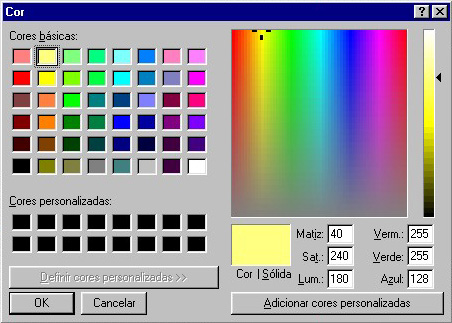 Cor
Cores básicas:
Cores personalizadas:
Definir cores personalizadas >>
OK
Cancelar
Cor | Sólida
Matiz: 40
Sat.: 240
Lum.: 180
Verm.: 255
Verde: 255
Azul: 128
Adicionar cores personalizadas